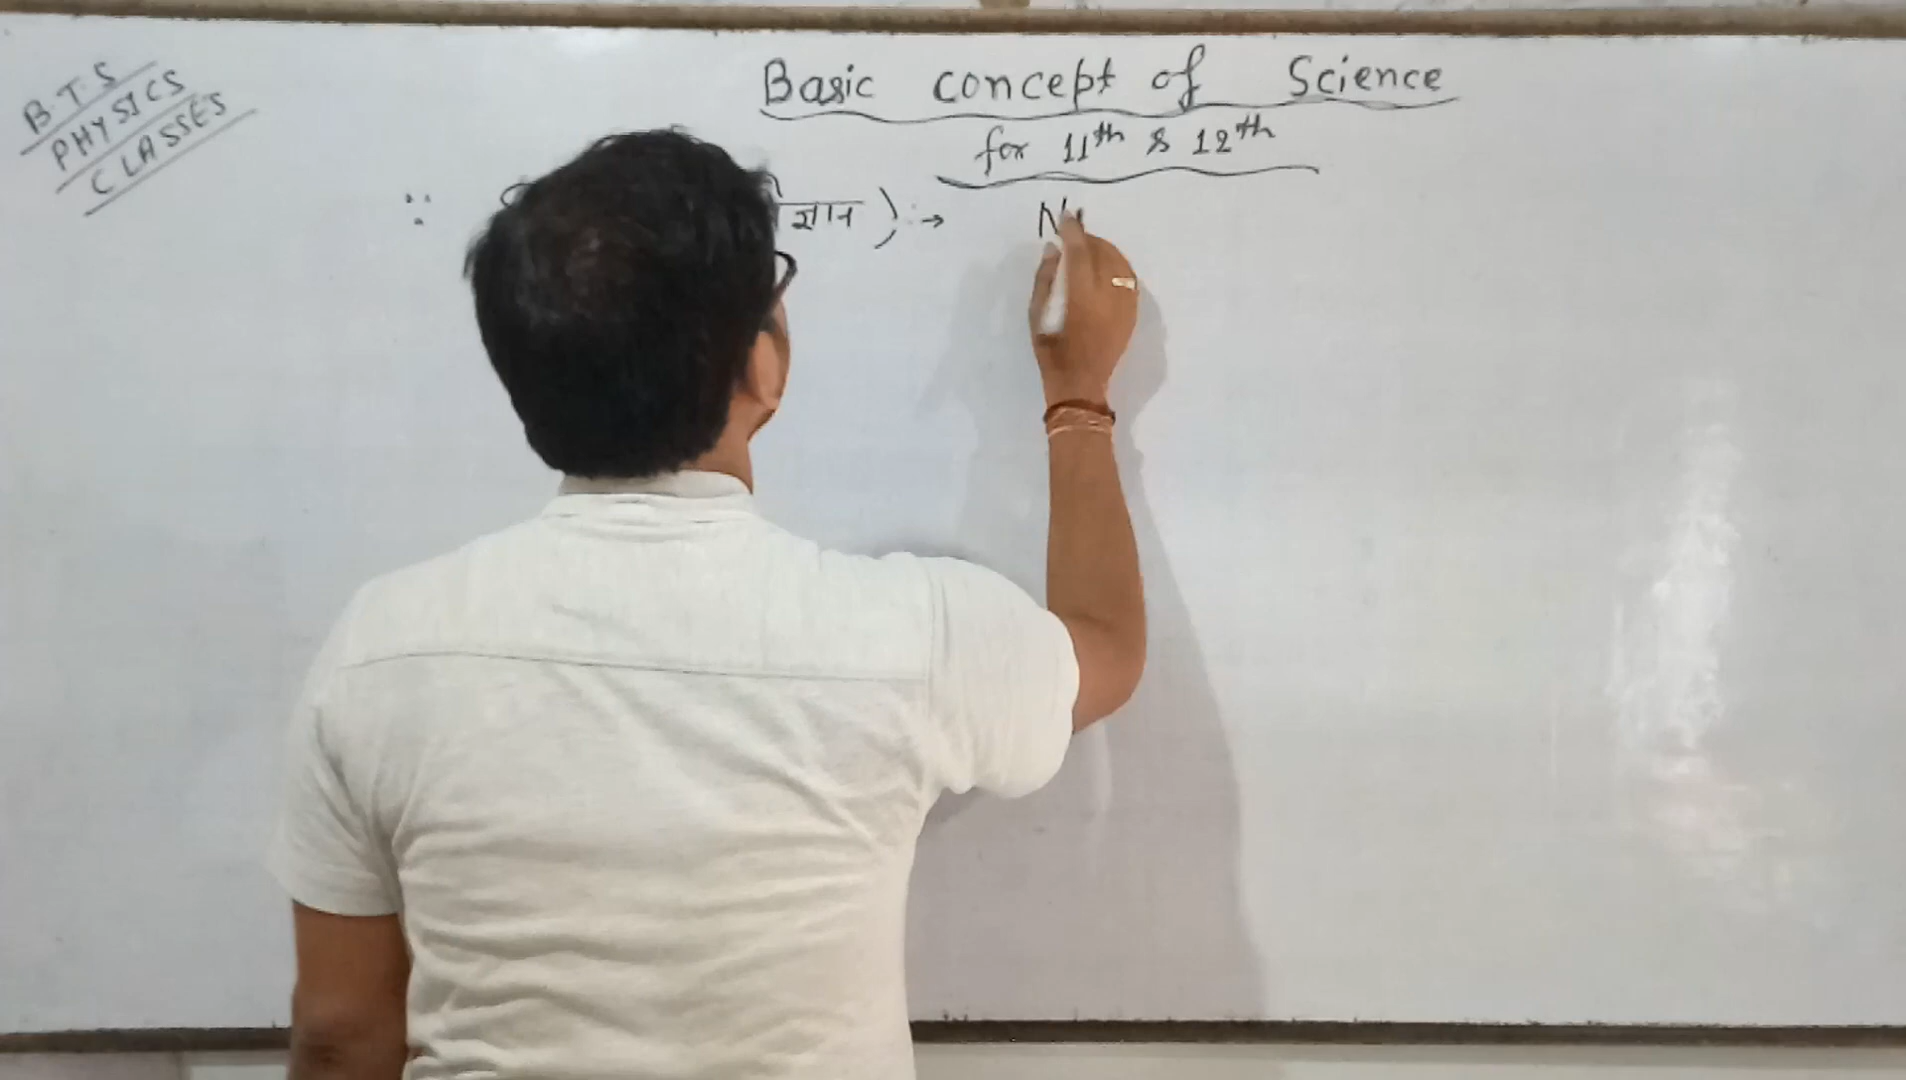 B.T.S
PHYSICS
CLASSES
Basic concept of Science
for 11th & 12th